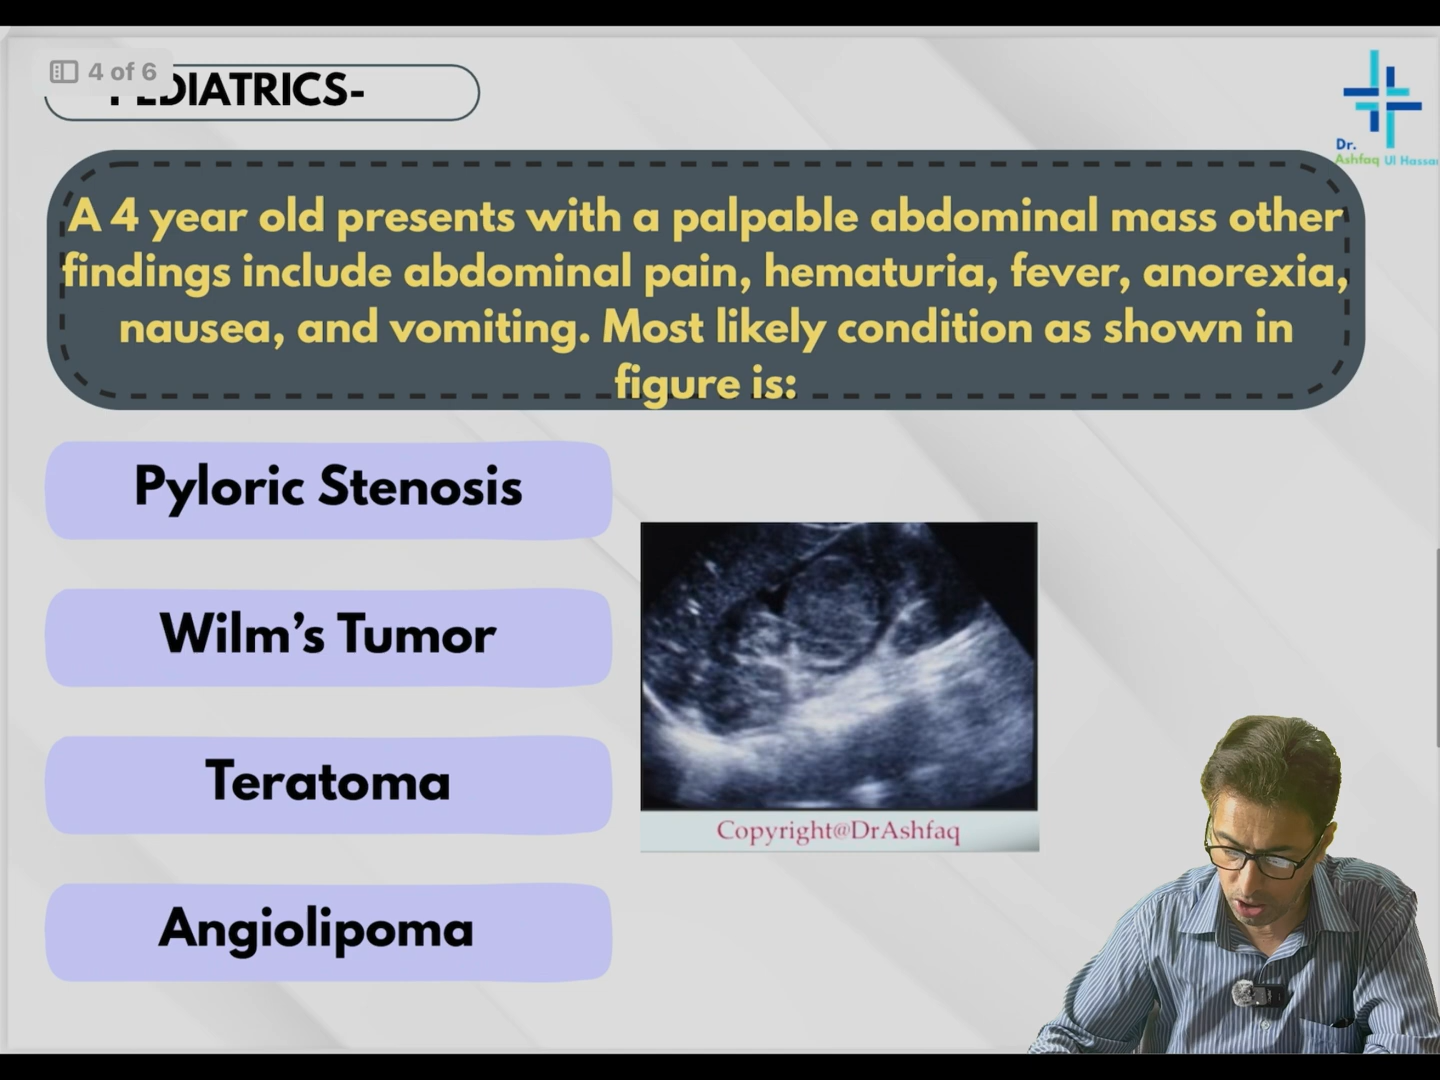 4 of 6
PEDIATRICS-
Dr.
Ashfaq Ul Hassan
A 4 year old presents with a palpable abdominal mass other
findings include abdominal pain, hematuria, fever, anorexia,
nausea, and vomiting. Most likely condition as shown in
figure is:
Pyloric Stenosis
Wilm's Tumor
Teratoma
Angiolipoma
Copyright@DrAshfaq